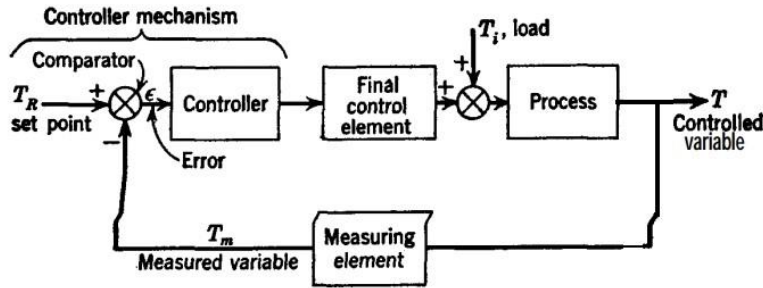 Controller mechanism
Comparator
T_i, load
+
T_R
+
ϵ
Controller
Final
control
element
+
Process
T
set point
Controlled
variable
−
Error
T_m
Measured variable
Measuring
element